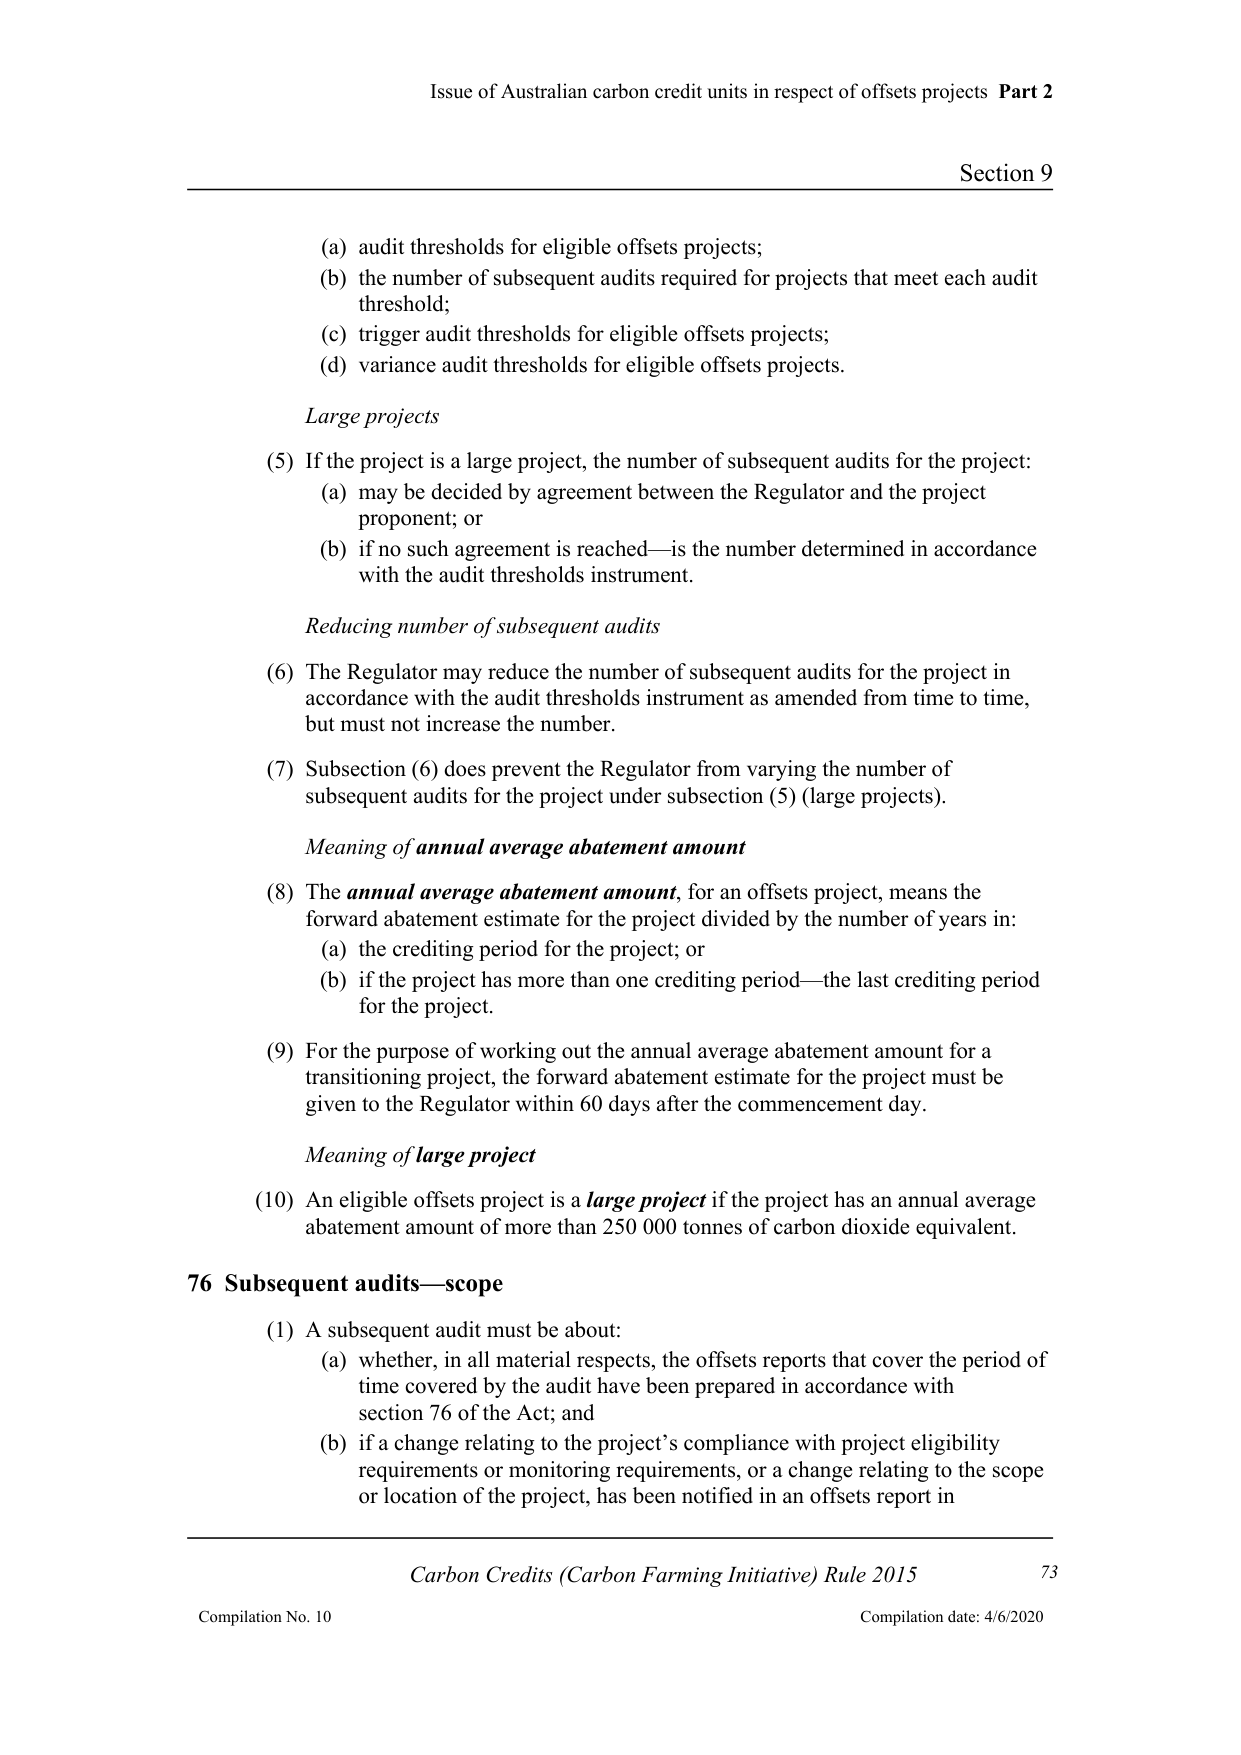 Issue of Australian carbon credit units in respect of offsets projects Part 2
Section 9
(a) audit thresholds for eligible offsets projects;
(b) the number of subsequent audits required for projects that meet each audit
threshold;
(c) trigger audit thresholds for eligible offsets projects;
(d) variance audit thresholds for eligible offsets projects.
Large projects
(5) If the project is a large project, the number of subsequent audits for the project:
(a) may be decided by agreement between the Regulator and the project
proponent; or
(b) if no such agreement is reached—is the number determined in accordance
with the audit thresholds instrument.
Reducing number of subsequent audits
(6) The Regulator may reduce the number of subsequent audits for the project in
accordance with the audit thresholds instrument as amended from time to time,
but must not increase the number.
(7) Subsection (6) does prevent the Regulator from varying the number of
subsequent audits for the project under subsection (5) (large projects).
Meaning of annual average abatement amount
(8) The annual average abatement amount, for an offsets project, means the
forward abatement estimate for the project divided by the number of years in:
(a) the crediting period for the project; or
(b) if the project has more than one crediting period—the last crediting period
for the project.
(9) For the purpose of working out the annual average abatement amount for a
transitioning project, the forward abatement estimate for the project must be
given to the Regulator within 60 days after the commencement day.
Meaning of large project
(10) An eligible offsets project is a large project if the project has an annual average
abatement amount of more than 250 000 tonnes of carbon dioxide equivalent.
76 Subsequent audits—scope
(1) A subsequent audit must be about:
(a) whether, in all material respects, the offsets reports that cover the period of
time covered by the audit have been prepared in accordance with
section 76 of the Act; and
(b) if a change relating to the project's compliance with project eligibility
requirements or monitoring requirements, or a change relating to the scope
or location of the project, has been notified in an offsets report in
Carbon Credits (Carbon Farming Initiative) Rule 2015 73
Compilation No. 10 Compilation date: 4/6/2020